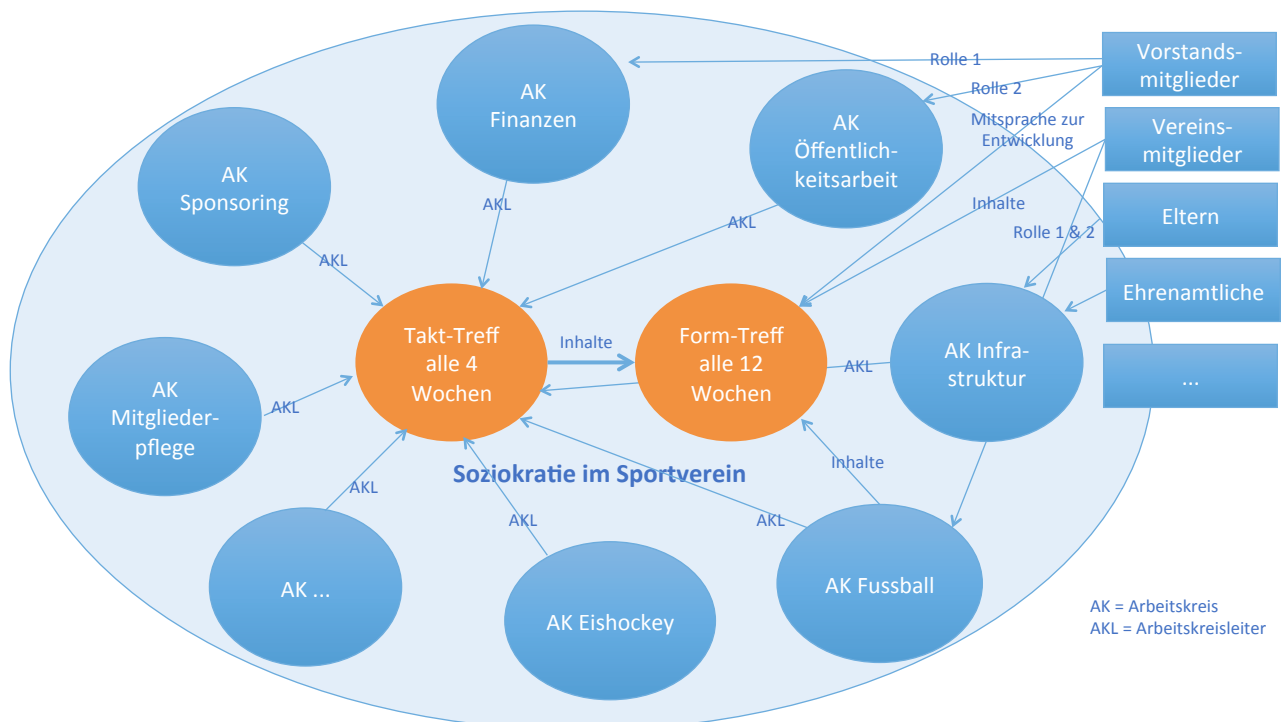 Vorstands-
mitglieder
Rolle 1
AK
Finanzen
Rolle 2
Mitsprache zur
Entwicklung
AK
Öffentlich-
keitsarbeit
Vereins-
mitglieder
AK
Sponsoring
AKL
AKL
Inhalte
Eltern
Rolle 1 & 2
AKL
Ehrenamtliche
Takt-Treff
alle 4
Wochen
Inhalte
Form-Treff
alle 12
Wochen
AKL
AK Infra-
struktur
...
AK
Mitglieder-
pflege
AKL
Soziokratie im Sportverein
Inhalte
AKL
AKL
AKL
AK ...
AK Eishockey
AK Fussball
AK = Arbeitskreis
AKL = Arbeitskreisleiter